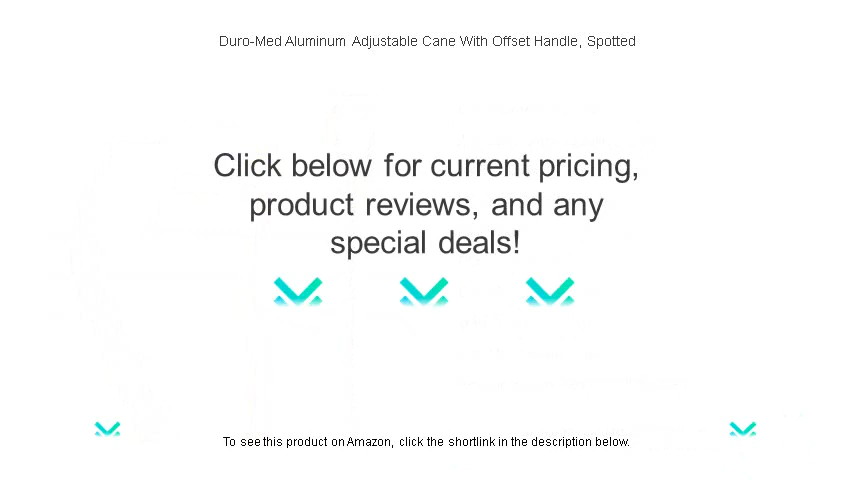 Duro-Med Aluminum Adjustable Cane With Offset Handle, Spotted
Click below for current pricing,
product reviews, and any
special deals!
To see this product on Amazon, click the shortlink in the description below.